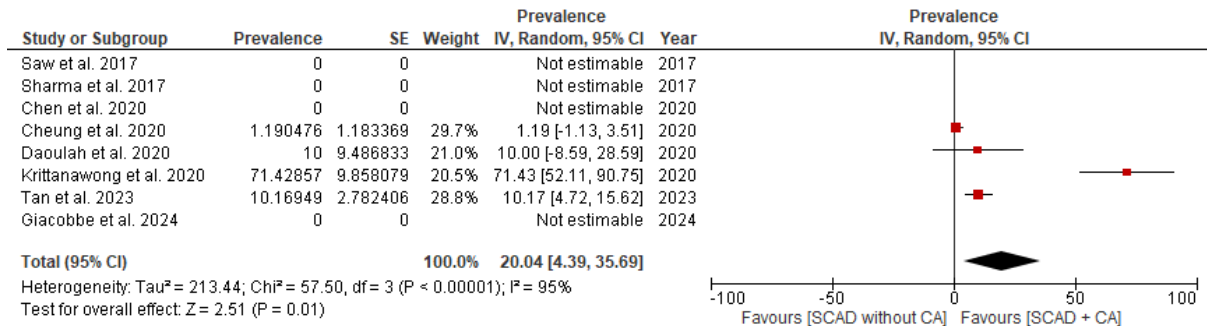 Prevalence Prevalence
Study or Subgroup Prevalence SE Weight IV, Random, 95% CI Year IV, Random, 95% CI
Saw et al. 2017 0 0 Not estimable 2017
Sharma et al. 2017 0 0 Not estimable 2017
Chen et al. 2020 0 0 Not estimable 2020
Cheung et al. 2020 1.190476 1.183369 29.7% 1.19 [-1.13, 3.51] 2020
Daoulah et al. 2020 10 9.486833 21.0% 10.00 [-8.59, 28.59] 2020
Krittanawong et al. 2020 71.42857 9.858079 20.5% 71.43 [52.11, 90.75] 2020
Tan et al. 2023 10.16949 2.782406 28.8% 10.17 [4.72, 15.62] 2023
Giacobbe et al. 2024 0 0 Not estimable 2024
Total (95% CI) 100.0% 20.04 [4.39, 35.69]
Heterogeneity: Tau² = 213.44; Chi² = 57.50, df = 3 (P < 0.00001); I² = 95%
Test for overall effect: Z = 2.51 (P = 0.01)
-100 -50 0 50 100
Favours [SCAD without CA] Favours [SCAD + CA]